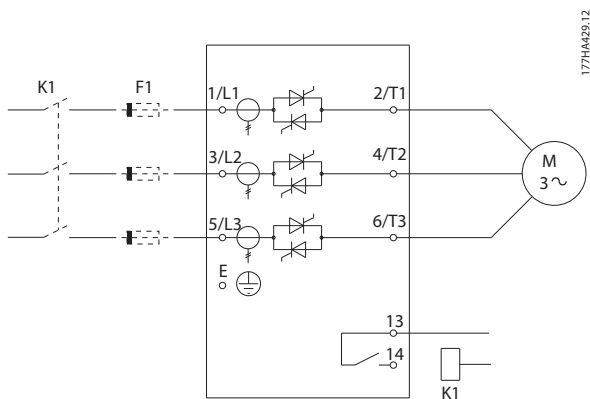 177HA429.12
K1
F1
1/L1
2/T1
3/L2
4/T2
M
3∿
5/L3
6/T3
E
13
14
K1